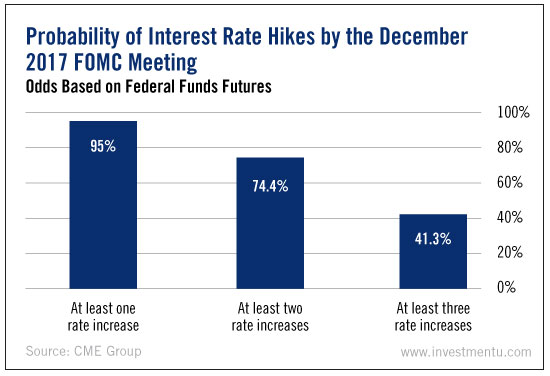 Probability of Interest Rate Hikes by the December
2017 FOMC Meeting
Odds Based on Federal Funds Futures
100%
80%
60%
40%
20%
0%
95%
74.4%
41.3%
At least one
rate increase
At least two
rate increases
At least three
rate increases
Source: CME Group
www.investmentu.com